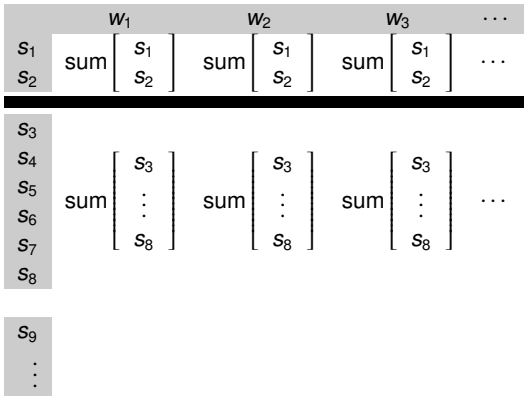 w₁ w₂ w₃ ⋯
s₁ sum [ s₁ ] sum [ s₁ ] sum [ s₁ ] ⋯
s₂ [ s₂ ] [ s₂ ] [ s₂ ]
s₃
s₄ [ s₃ ] [ s₃ ] [ s₃ ]
s₅
s₆ sum [ ⋮ ] sum [ ⋮ ] sum [ ⋮ ] ⋯
s₇ [ s₈ ] [ s₈ ] [ s₈ ]
s₈
s₉
⋮